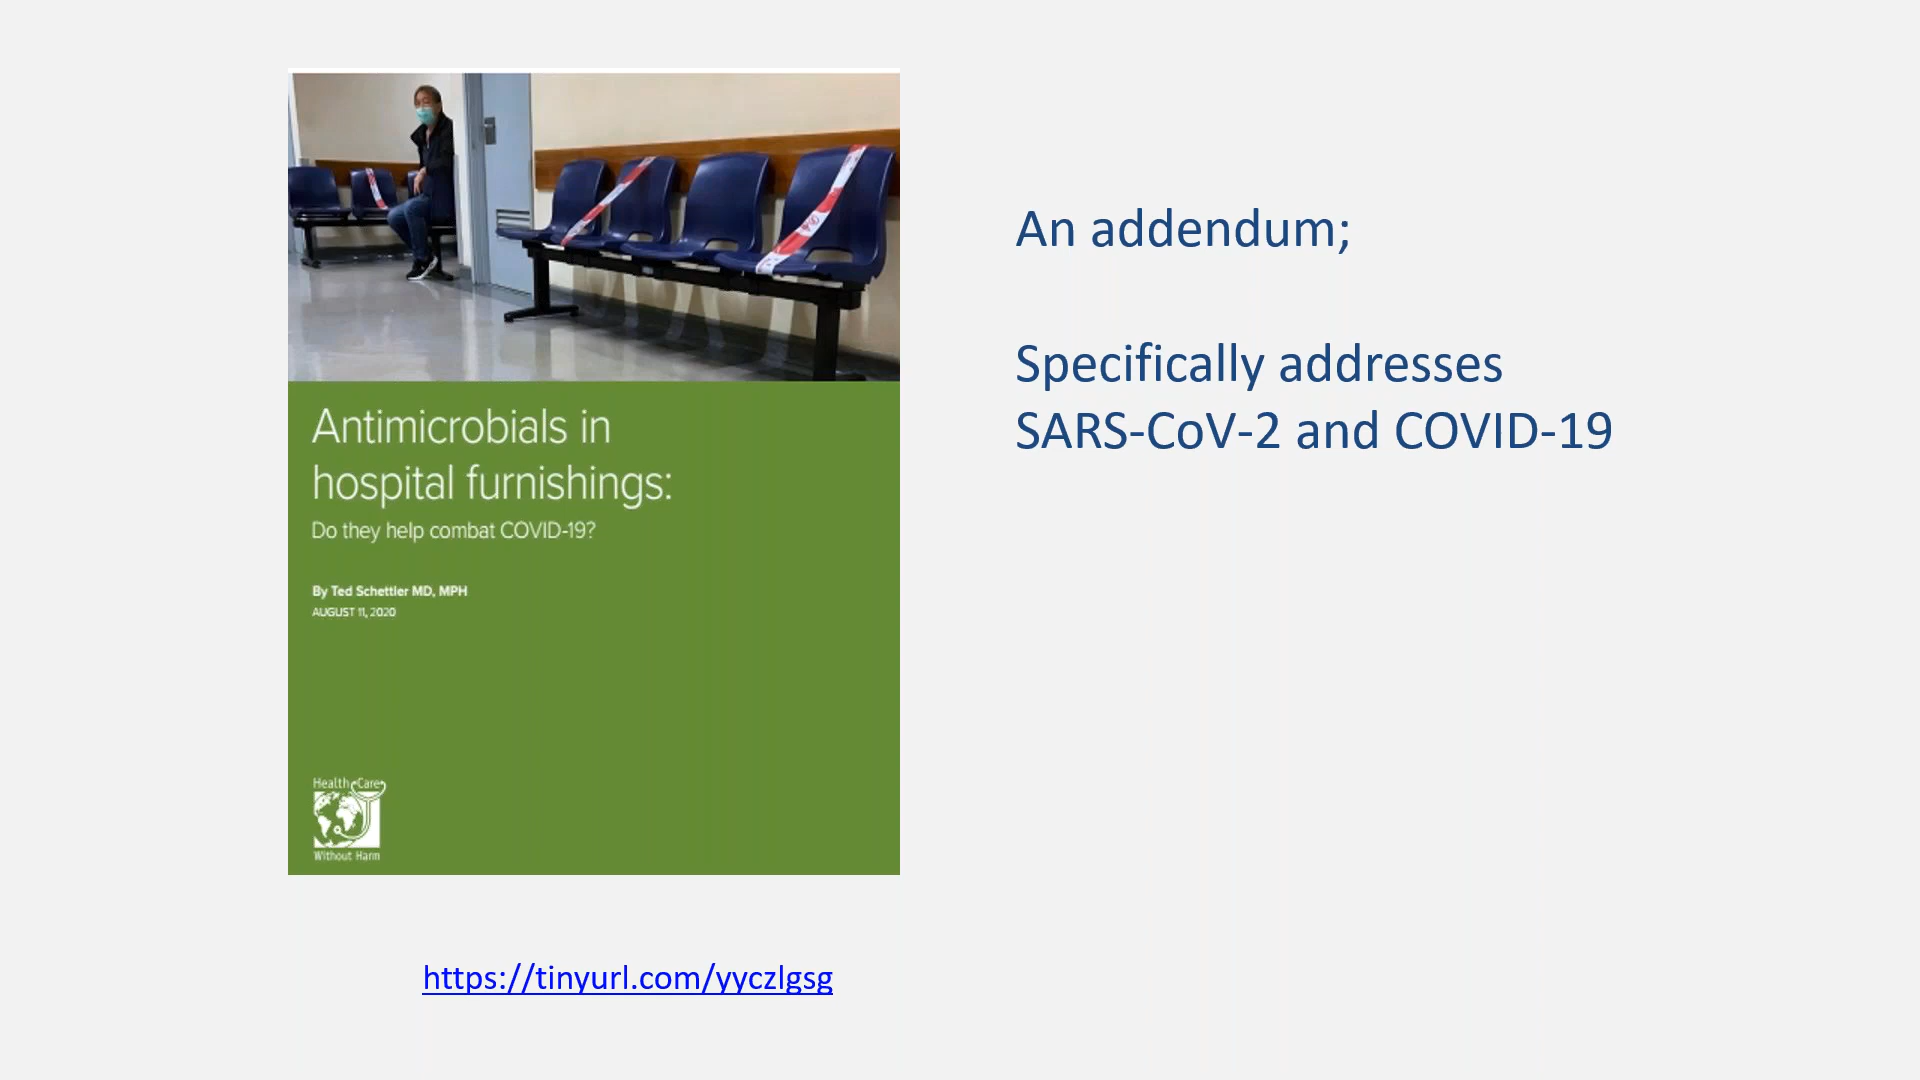 An addendum;
Specifically addresses
SARS-CoV-2 and COVID-19
Antimicrobials in
hospital furnishings:
Do they help combat COVID-19?
By Ted Schettler MD, MPH
AUGUST 11, 2020
Health Care
Without Harm
https://tinyurl.com/yyczlgsg